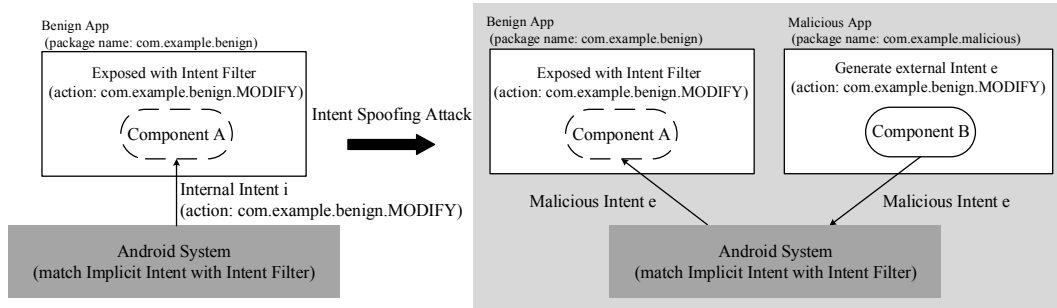 Benign App
(package name: com.example.benign)
Exposed with Intent Filter
(action: com.example.benign.MODIFY)
Component A
Internal Intent i
(action: com.example.benign.MODIFY)
Android System
(match Implicit Intent with Intent Filter)
Intent Spoofing Attack
Benign App
(package name: com.example.benign)
Exposed with Intent Filter
(action: com.example.benign.MODIFY)
Component A
Malicious Intent e
Malicious App
(package name: com.example.malicious)
Generate external Intent e
(action: com.example.benign.MODIFY)
Component B
Malicious Intent e
Android System
(match Implicit Intent with Intent Filter)